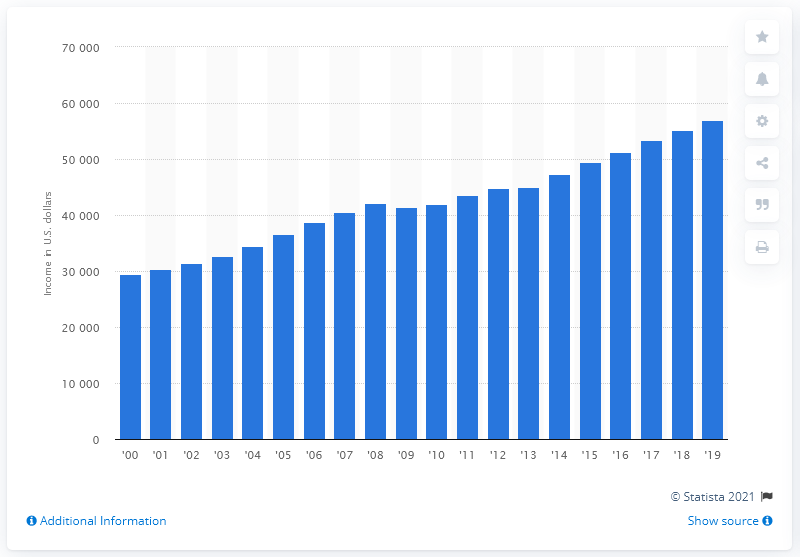 70 000
60 000
50 000
40 000
30 000
20 000
10 000
0
Income in U.S. dollars
'00 '01 '02 '03 '04 '05 '06 '07 '08 '09 '10 '11 '12 '13 '14 '15 '16 '17 '18 '19
© Statista 2021
Additional Information
Show source